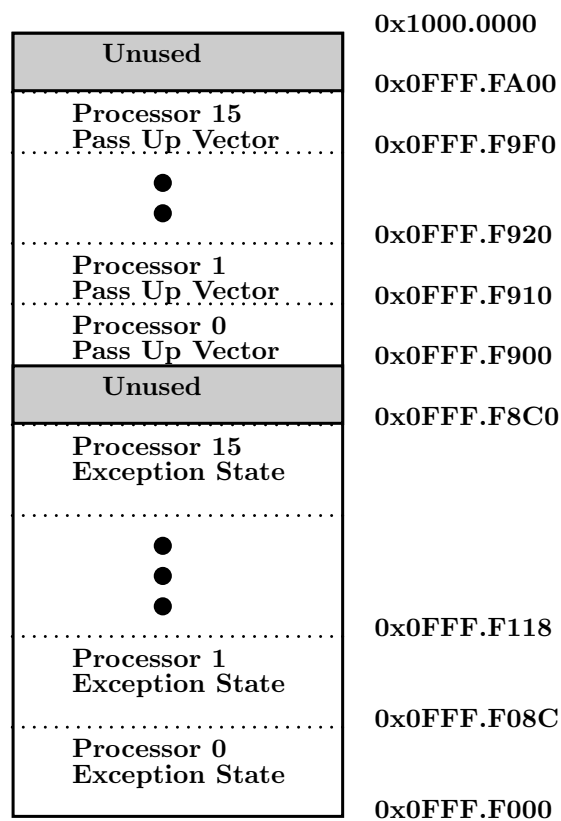 0x1000.0000
Unused
0x0FFF.FA00
Processor 15
Pass Up Vector
0x0FFF.F9F0
0x0FFF.F920
Processor 1
Pass Up Vector
0x0FFF.F910
Processor 0
Pass Up Vector
0x0FFF.F900
Unused
0x0FFF.F8C0
Processor 15
Exception State
0x0FFF.F118
Processor 1
Exception State
0x0FFF.F08C
Processor 0
Exception State
0x0FFF.F000